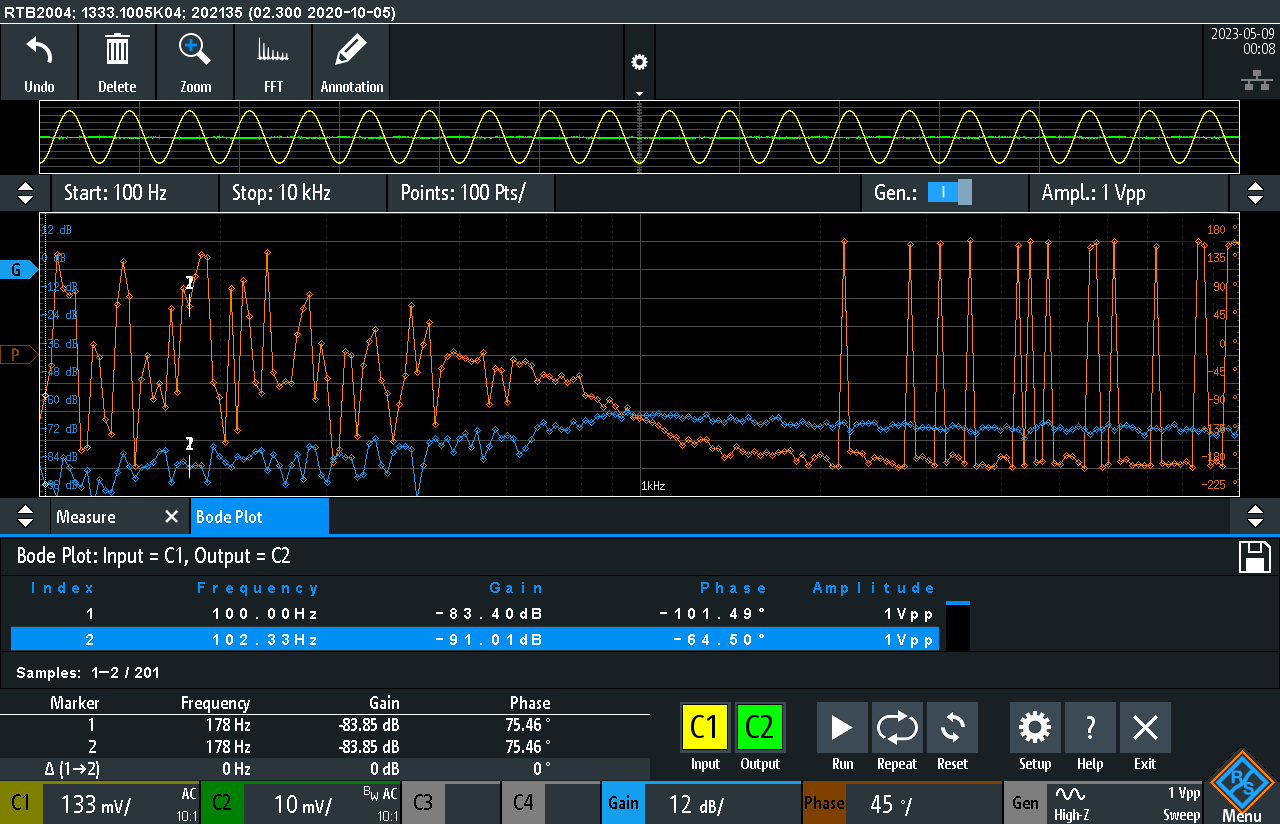 RTB2004; 1333.1005K04; 202135 (02.300 2020-10-05)
2023-05-09
00:08
Undo Delete Zoom FFT Annotation
Start: 100 Hz Stop: 10 kHz Points: 100 Pts/ Gen.: I Ampl.: 1 Vpp
12 dB 180 °
0 dB 135 °
G
-12 dB 90 °
-24 dB 45 °
-36 dB 0 °
P
-48 dB -45 °
-60 dB -90 °
-72 dB -135 °
-84 dB -180 °
-96 dB -225 °
2
2
1kHz
Measure X Bode Plot
Bode Plot: Input = C1, Output = C2
Index Frequency Gain Phase Amplitude
1 100.00Hz -83.40dB -101.49° 1Vpp
2 102.33Hz -91.01dB -64.50° 1Vpp
Samples: 1-2 / 201
Marker Frequency Gain Phase
1 178 Hz -83.85 dB 75.46 °
2 178 Hz -83.85 dB 75.46 °
Δ (1→2) 0 Hz 0 dB 0 °
C1 C2
Input Output Run Repeat Reset Setup ? Help Exit
C1 133 mV/ AC 10:1 C2 10 mV/ BW AC 10:1 C3 C4 Gain 12 dB/ Phase 45 °/ Gen High-Z 1 Vpp Sweep
R&S
Menu